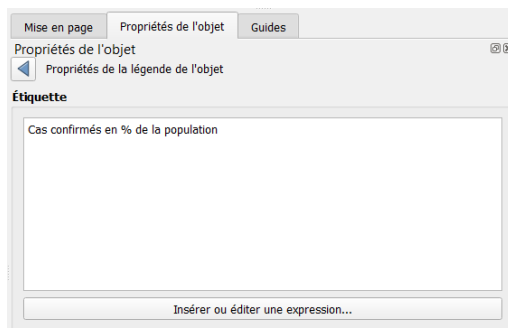 Mise en page Propriétés de l'objet Guides
Propriétés de l'objet
Propriétés de la légende de l'objet
Étiquette
Cas confirmés en % de la population
Insérer ou éditer une expression...